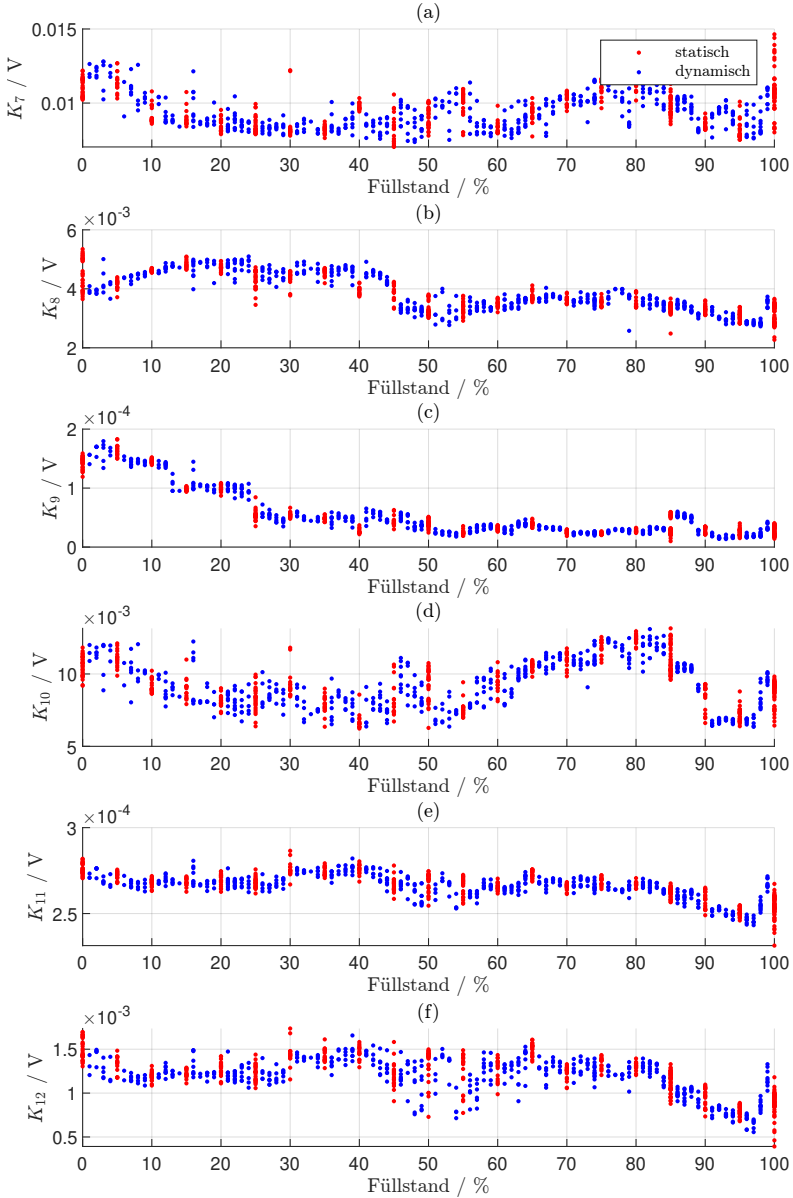 (a)
0.015
0.01
K7 / V
statisch
dynamisch
0 10 20 30 40 50 60 70 80 90 100
Füllstand / %
(b)
×10-3
6
4
2
K8 / V
0 10 20 30 40 50 60 70 80 90 100
Füllstand / %
(c)
×10-4
2
1
0
K9 / V
0 10 20 30 40 50 60 70 80 90 100
Füllstand / %
(d)
×10-3
10
5
K10 / V
0 10 20 30 40 50 60 70 80 90 100
Füllstand / %
(e)
×10-4
3
2.5
K11 / V
0 10 20 30 40 50 60 70 80 90 100
Füllstand / %
(f)
×10-3
1.5
1
0.5
K12 / V
0 10 20 30 40 50 60 70 80 90 100
Füllstand / %